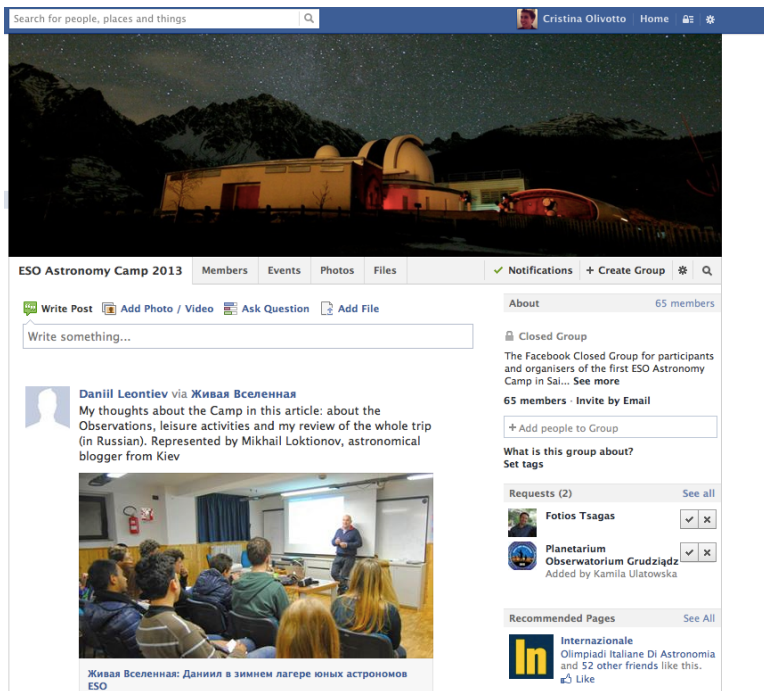 Search for people, places and things
Cristina Olivotto Home
ESO Astronomy Camp 2013 Members Events Photos Files
Notifications + Create Group
Write Post Add Photo / Video Ask Question Add File
Write something...
Daniil Leontiev via Живая Вселенная
My thoughts about the Camp in this article: about the
Observations, leisure activities and my review of the whole trip
(in Russian). Represented by Mikhail Loktionov, astronomical
blogger from Kiev
Живая Вселенная: Даниил в зимнем лагере юных астрономов
ESO
About 65 members
Closed Group
The Facebook Closed Group for participants
and organisers of the first ESO Astronomy
Camp in Sai... See more
65 members · Invite by Email
+ Add people to Group
What is this group about?
Set tags
Requests (2) See all
Fotios Tsagas
Planetarium
Obserwatorium Grudziądz
Added by Kamila Ulatowska
Recommended Pages See All
In
Internazionale
Olimpiadi Italiane Di Astronomia
and 52 other friends like this.
Like